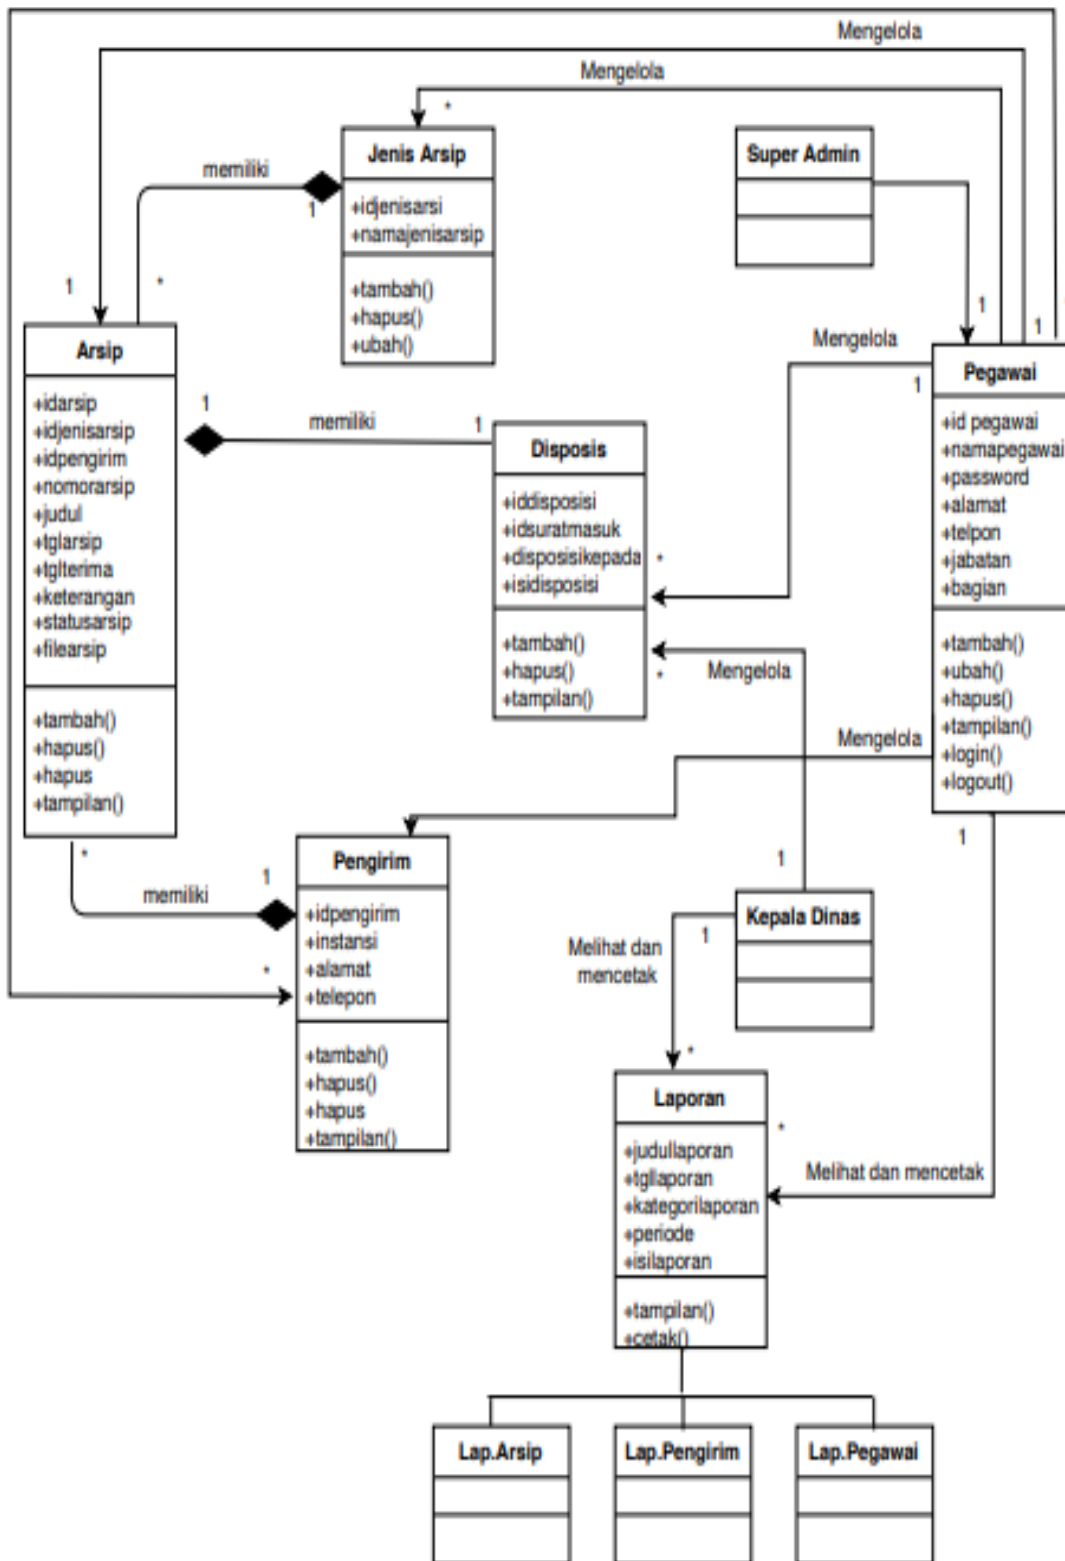 Mengelola
Mengelola
*
Jenis Arsip
+idjenisarsi
+namajenisarsip
+tambah()
+hapus()
+ubah()
Super Admin
memiliki
1
*
1
1
1
Arsip
+idarsip
+idjenisarsip
+idpengirim
+nomorarsip
+judul
+tglarsip
+tglterima
+keterangan
+statusarsip
+filearsip
+tambah()
+hapus()
+hapus
+tampilan()
1
memiliki
1
Disposis
+iddisposisi
+idsuratmasuk
+disposisikepada
+isidisposisi
+tambah()
+hapus()
+tampilan()
Mengelola
1
*
*
Mengelola
Pegawai
+id pegawai
+namapegawai
+password
+alamat
+telpon
+jabatan
+bagian
+tambah()
+ubah()
+hapus()
+tampilan()
+login()
+logout()
Mengelola
1
*
memiliki
1
*
Pengirim
+idpengirim
+instansi
+alamat
+telepon
+tambah()
+hapus()
+hapus
+tampilan()
1
Kepala Dinas
1
Melihat dan
mencetak
*
Laporan
+judullaporan
+tgllaporan
+kategorilaporan
+periode
+isilaporan
+tampilan()
+cetak()
*
Melihat dan mencetak
Lap.Arsip
Lap.Pengirim
Lap.Pegawai